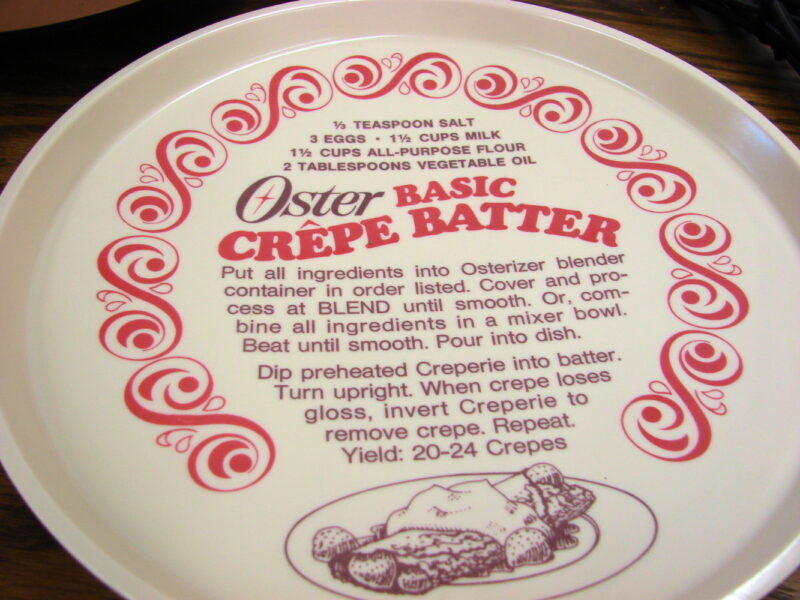 ⅓ TEASPOON SALT
3 EGGS • 1½ CUPS MILK
1½ CUPS ALL-PURPOSE FLOUR
2 TABLESPOONS VEGETABLE OIL
Oster BASIC
CRÊPE BATTER
Put all ingredients into Osterizer blender
container in order listed. Cover and pro-
cess at BLEND until smooth. Or, com-
bine all ingredients in a mixer bowl.
Beat until smooth. Pour into dish.
Dip preheated Creperie into batter.
Turn upright. When crepe loses
gloss, invert Creperie to
remove crepe. Repeat.
Yield: 20-24 Crepes